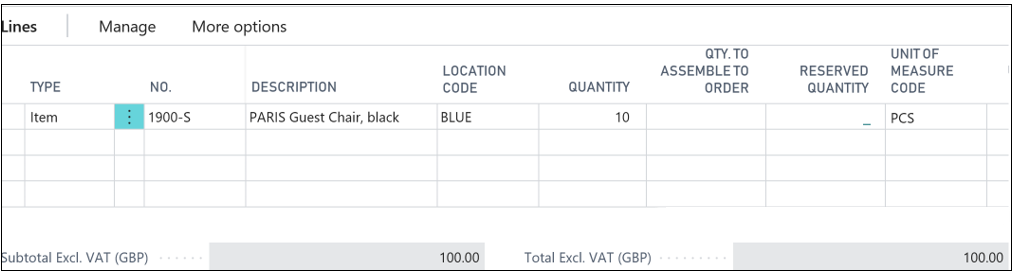 Lines Manage More options
TYPE NO. DESCRIPTION LOCATION CODE QUANTITY QTY. TO ASSEMBLE TO ORDER RESERVED QUANTITY UNIT OF MEASURE CODE
Item 1900-S PARIS Guest Chair, black BLUE 10 _ PCS
Subtotal Excl. VAT (GBP) 100.00 Total Excl. VAT (GBP) 100.00